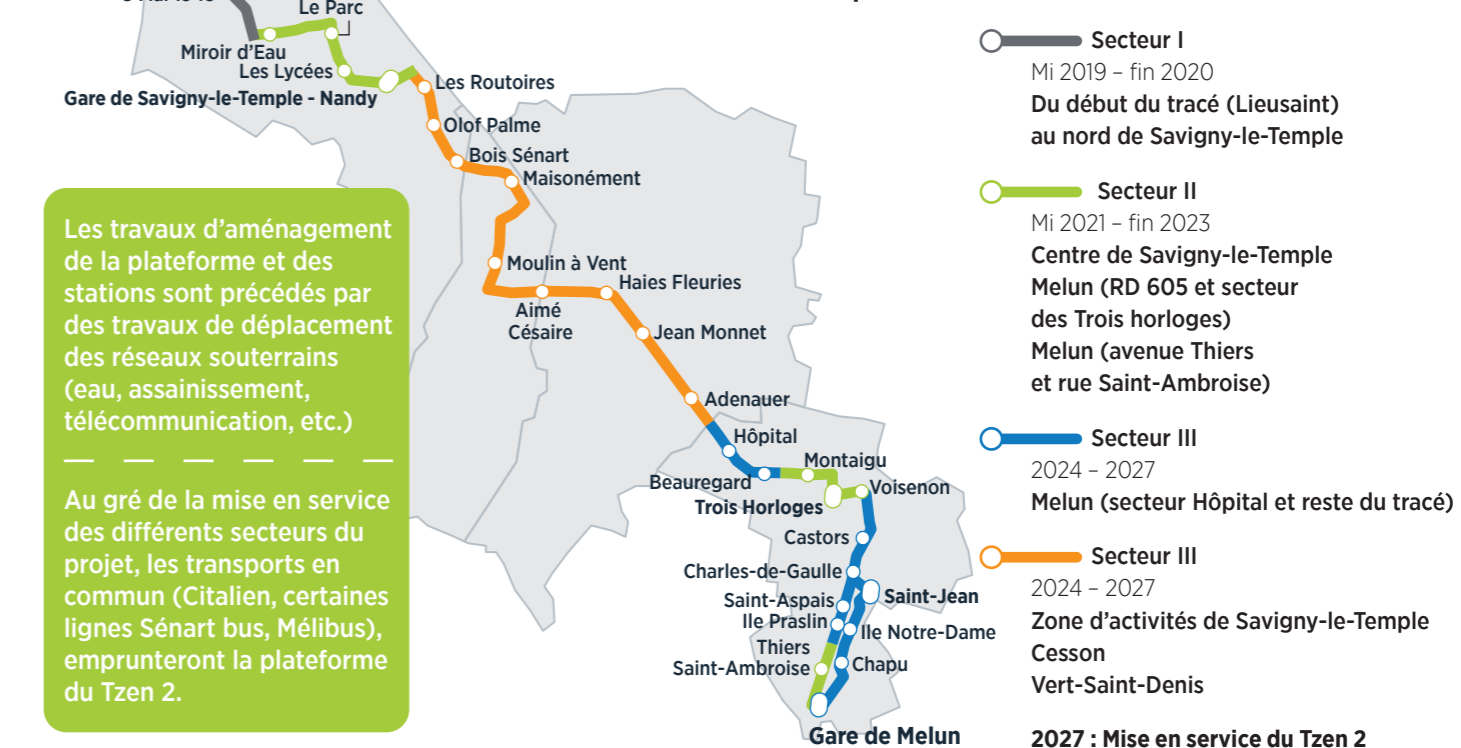 Le Parc
Miroir d'Eau
Les Lycées
Gare de Savigny-le-Temple - Nandy
Les Routoires
Olof Palme
Bois Sénart
Maisonément
Moulin à Vent
Haies Fleuries
Aimé
Césaire
Jean Monnet
Adenauer
Hôpital
Beauregard
Montaigu
Trois Horloges
Voisenon
Castors
Charles-de-Gaulle
Saint-Aspais
Saint-Jean
Ile Praslin
Ile Notre-Dame
Thiers
Saint-Ambroise
Chapu
Gare de Melun
Les travaux d'aménagement
de la plateforme et des
stations sont précédés par
des travaux de déplacement
des réseaux souterrains
(eau, assainissement,
télécommunication, etc.)
Au gré de la mise en service
des différents secteurs du
projet, les transports en
commun (Citalien, certaines
lignes Sénart bus, Mélibus),
emprunteront la plateforme
du Tzen 2.
Secteur I
Mi 2019 – fin 2020
Du début du tracé (Lieusaint)
au nord de Savigny-le-Temple
Secteur II
Mi 2021 – fin 2023
Centre de Savigny-le-Temple
Melun (RD 605 et secteur
des Trois horloges)
Melun (avenue Thiers
et rue Saint-Ambroise)
Secteur III
2024 – 2027
Melun (secteur Hôpital et reste du tracé)
Secteur III
2024 – 2027
Zone d'activités de Savigny-le-Temple
Cesson
Vert-Saint-Denis
2027 : Mise en service du Tzen 2